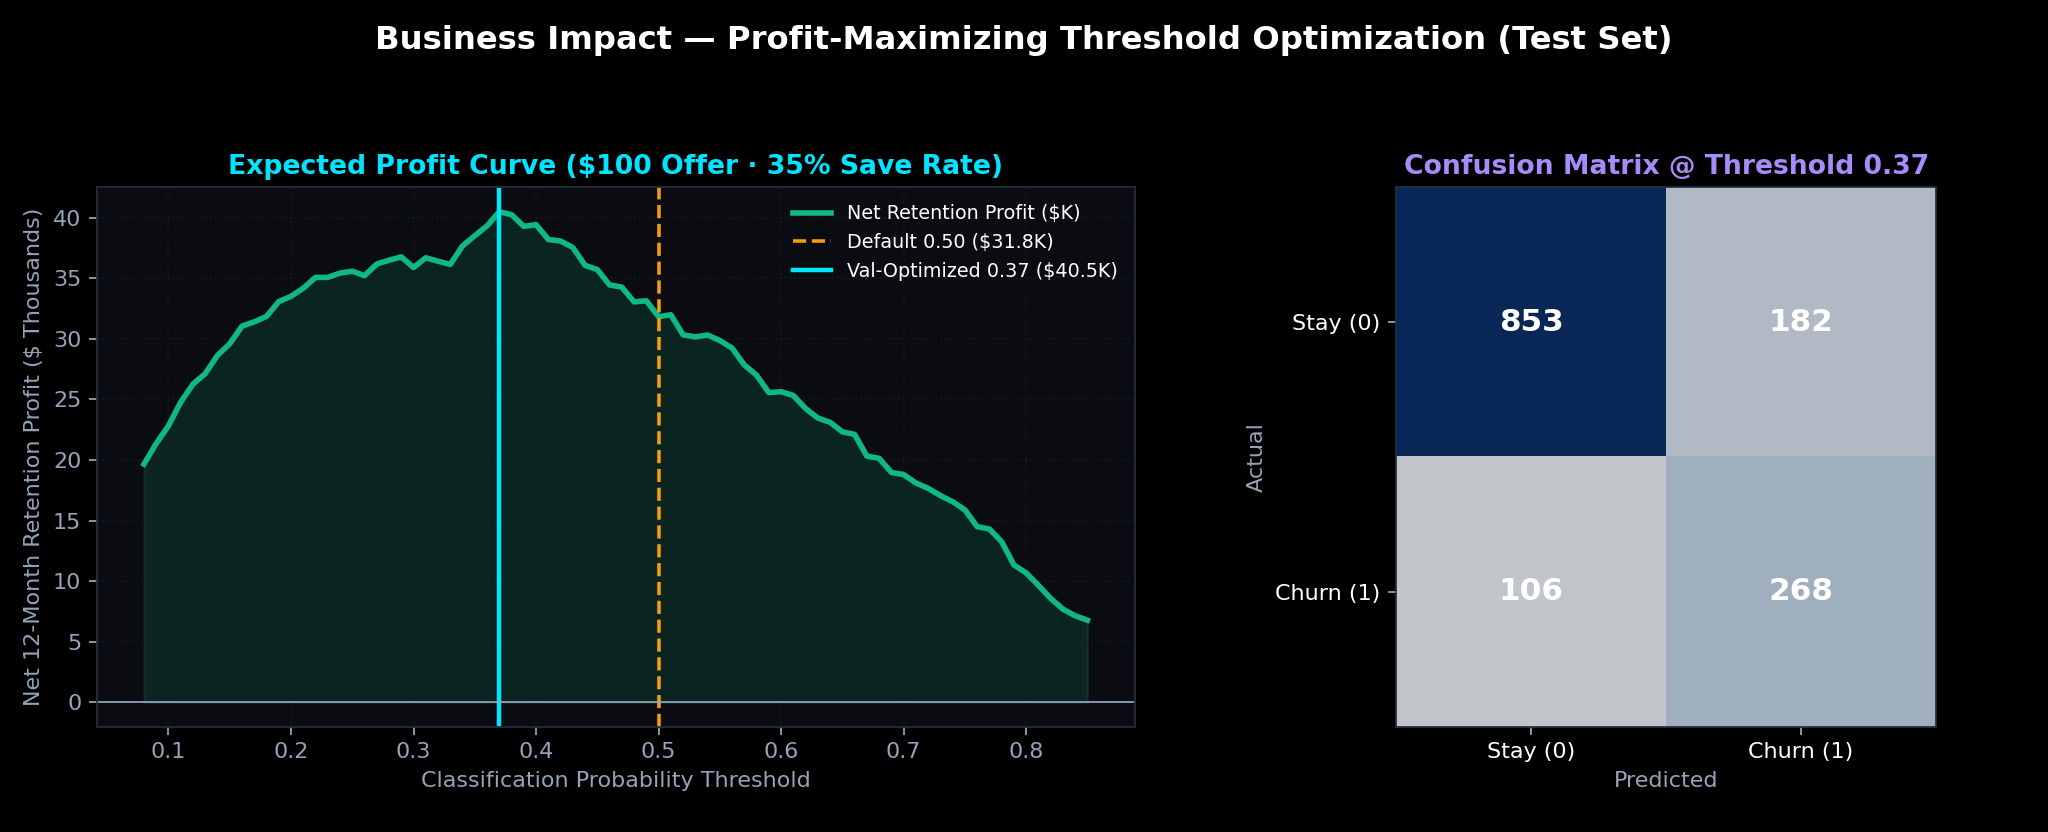 Business Impact — Profit-Maximizing Threshold Optimization (Test Set)
Expected Profit Curve ($100 Offer · 35% Save Rate)
Net 12-Month Retention Profit ($ Thousands)
40
35
30
25
20
15
10
5
0
Net Retention Profit ($K)
Default 0.50 ($31.8K)
Val-Optimized 0.37 ($40.5K)
0.1 0.2 0.3 0.4 0.5 0.6 0.7 0.8
Classification Probability Threshold
Confusion Matrix @ Threshold 0.37
Actual
Stay (0) 853 182
Churn (1) 106 268
Stay (0) Churn (1)
Predicted